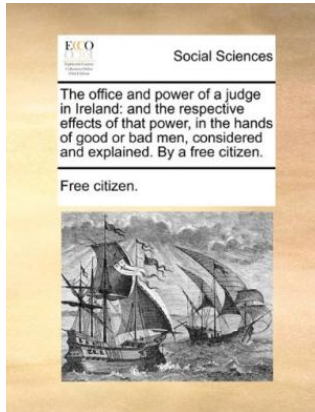 ECCO
Social Sciences
The office and power of a judge
in Ireland: and the respective
effects of that power, in the hands
of good or bad men, considered
and explained. By a free citizen.
Free citizen.